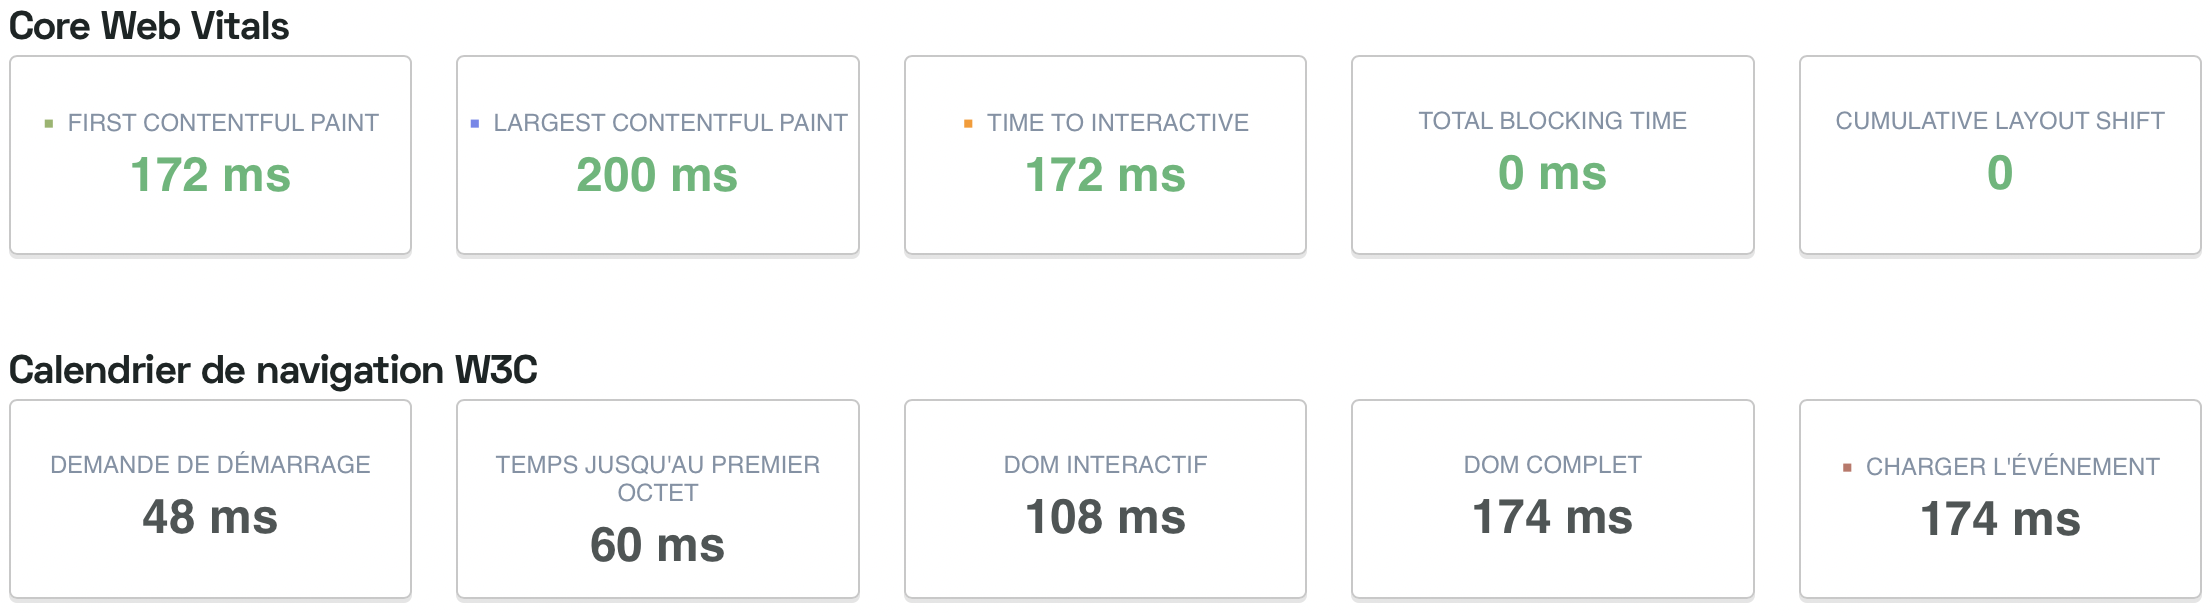 Core Web Vitals
FIRST CONTENTFUL PAINT
172 ms
LARGEST CONTENTFUL PAINT
200 ms
TIME TO INTERACTIVE
172 ms
TOTAL BLOCKING TIME
0 ms
CUMULATIVE LAYOUT SHIFT
0
Calendrier de navigation W3C
DEMANDE DE DÉMARRAGE
48 ms
TEMPS JUSQU'AU PREMIER
OCTET
60 ms
DOM INTERACTIF
108 ms
DOM COMPLET
174 ms
CHARGER L'ÉVÉNEMENT
174 ms